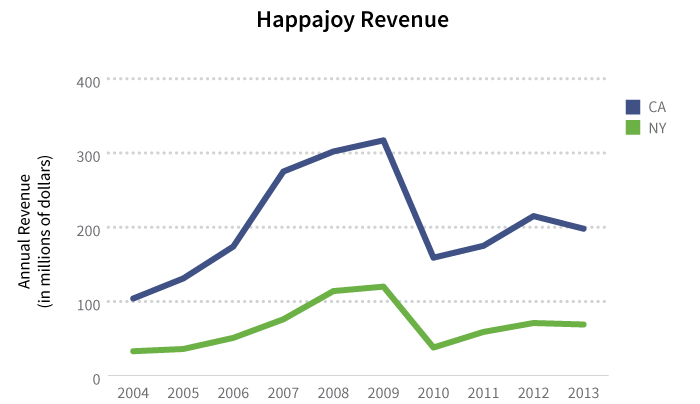 Happajoy Revenue
400
300
200
100
0
Annual Revenue
(in millions of dollars)
CA
NY
2004 2005 2006 2007 2008 2009 2010 2011 2012 2013